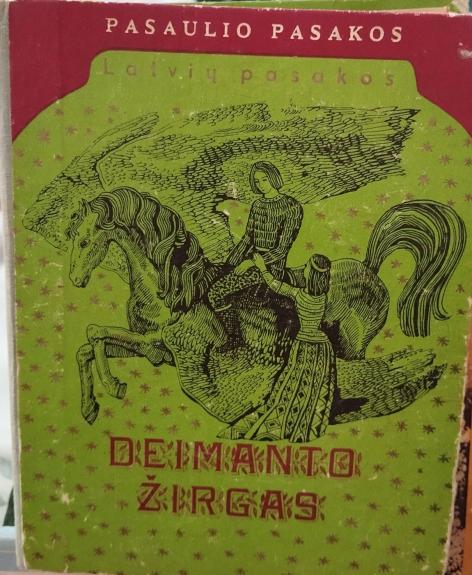 PASAULIO PASAKOS
Latvių pasakos
DEIMANTO
ŽIRGAS